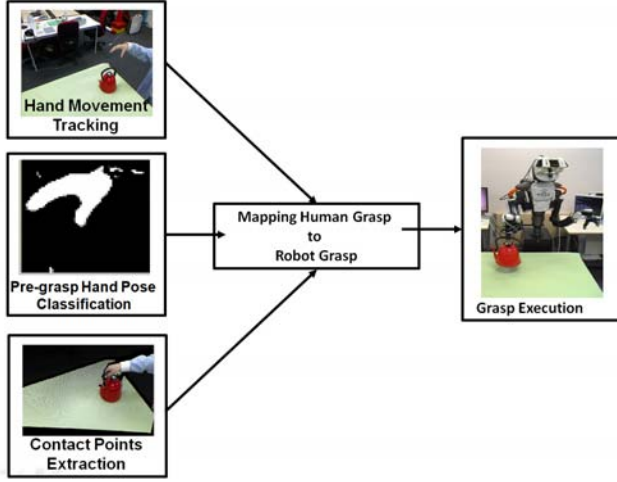 Hand Movement
Tracking
Pre-grasp Hand Pose
Classification
Contact Points
Extraction
Mapping Human Grasp
to
Robot Grasp
Grasp Execution